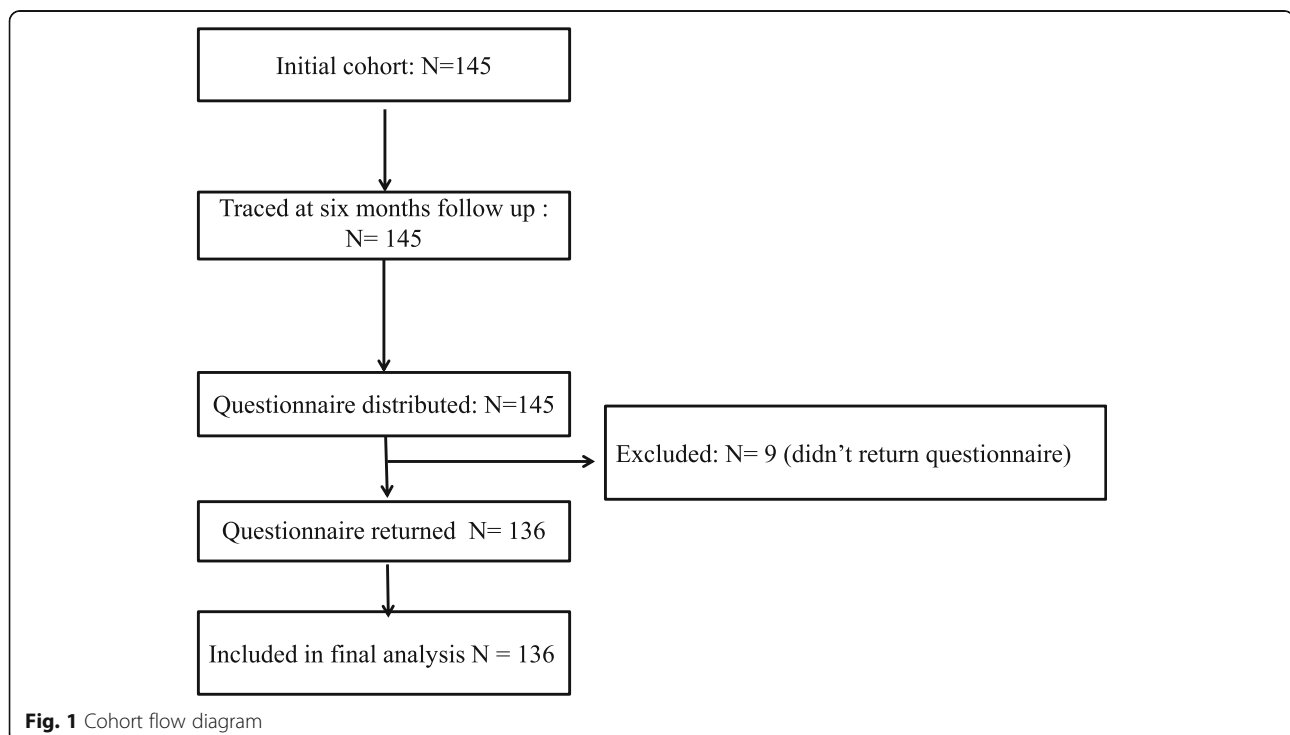 Initial cohort: N=145
Traced at six months follow up :
N= 145
Questionnaire distributed: N=145
Excluded: N= 9 (didn't return questionnaire)
Questionnaire returned N= 136
Included in final analysis N = 136
Fig. 1 Cohort flow diagram